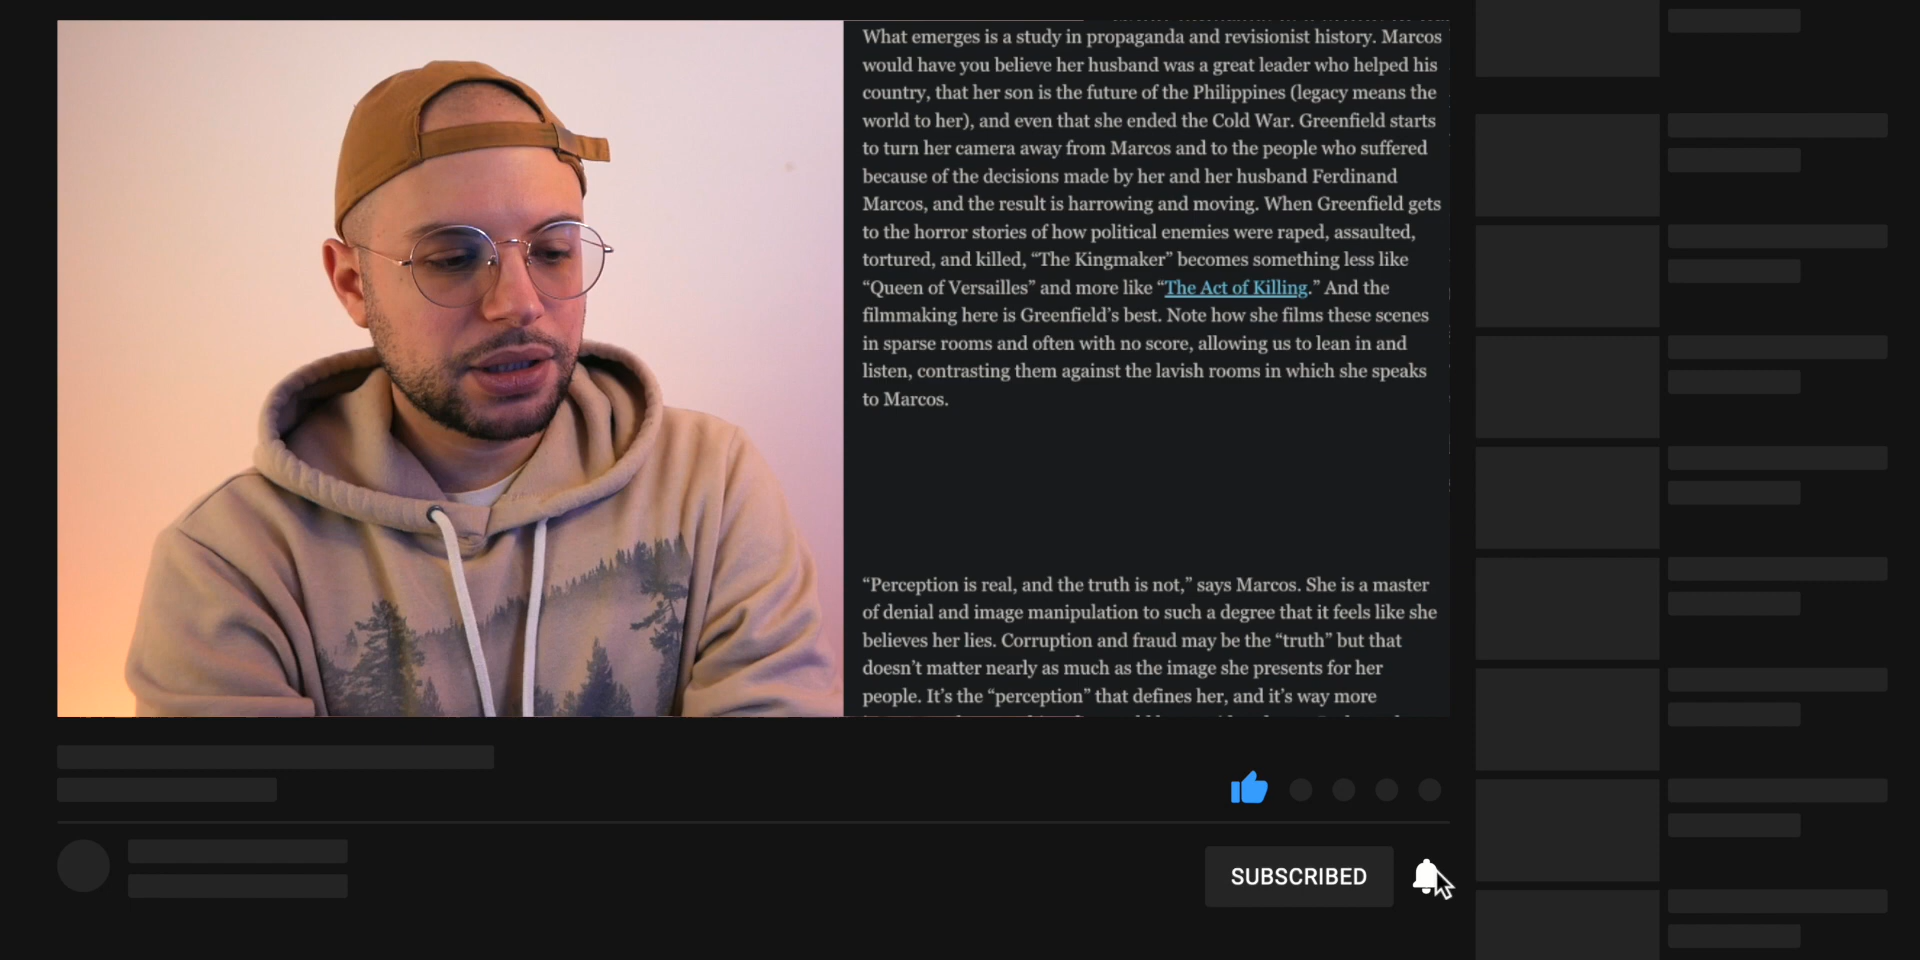 What emerges is a study in propaganda and revisionist history. Marcos
would have you believe her husband was a great leader who helped his
country, that her son is the future of the Philippines (legacy means the
world to her), and even that she ended the Cold War. Greenfield starts
to turn her camera away from Marcos and to the people who suffered
because of the decisions made by her and her husband Ferdinand
Marcos, and the result is harrowing and moving. When Greenfield gets
to the horror stories of how political enemies were raped, assaulted,
tortured, and killed, “The Kingmaker” becomes something less like
“Queen of Versailles” and more like “The Act of Killing.” And the
filmmaking here is Greenfield’s best. Note how she films these scenes
in sparse rooms and often with no score, allowing us to lean in and
listen, contrasting them against the lavish rooms in which she speaks
to Marcos.
“Perception is real, and the truth is not,” says Marcos. She is a master
of denial and image manipulation to such a degree that it feels like she
believes her lies. Corruption and fraud may be the “truth” but that
doesn’t matter nearly as much as the image she presents for her
people. It’s the “perception” that defines her, and it’s way more
SUBSCRIBED